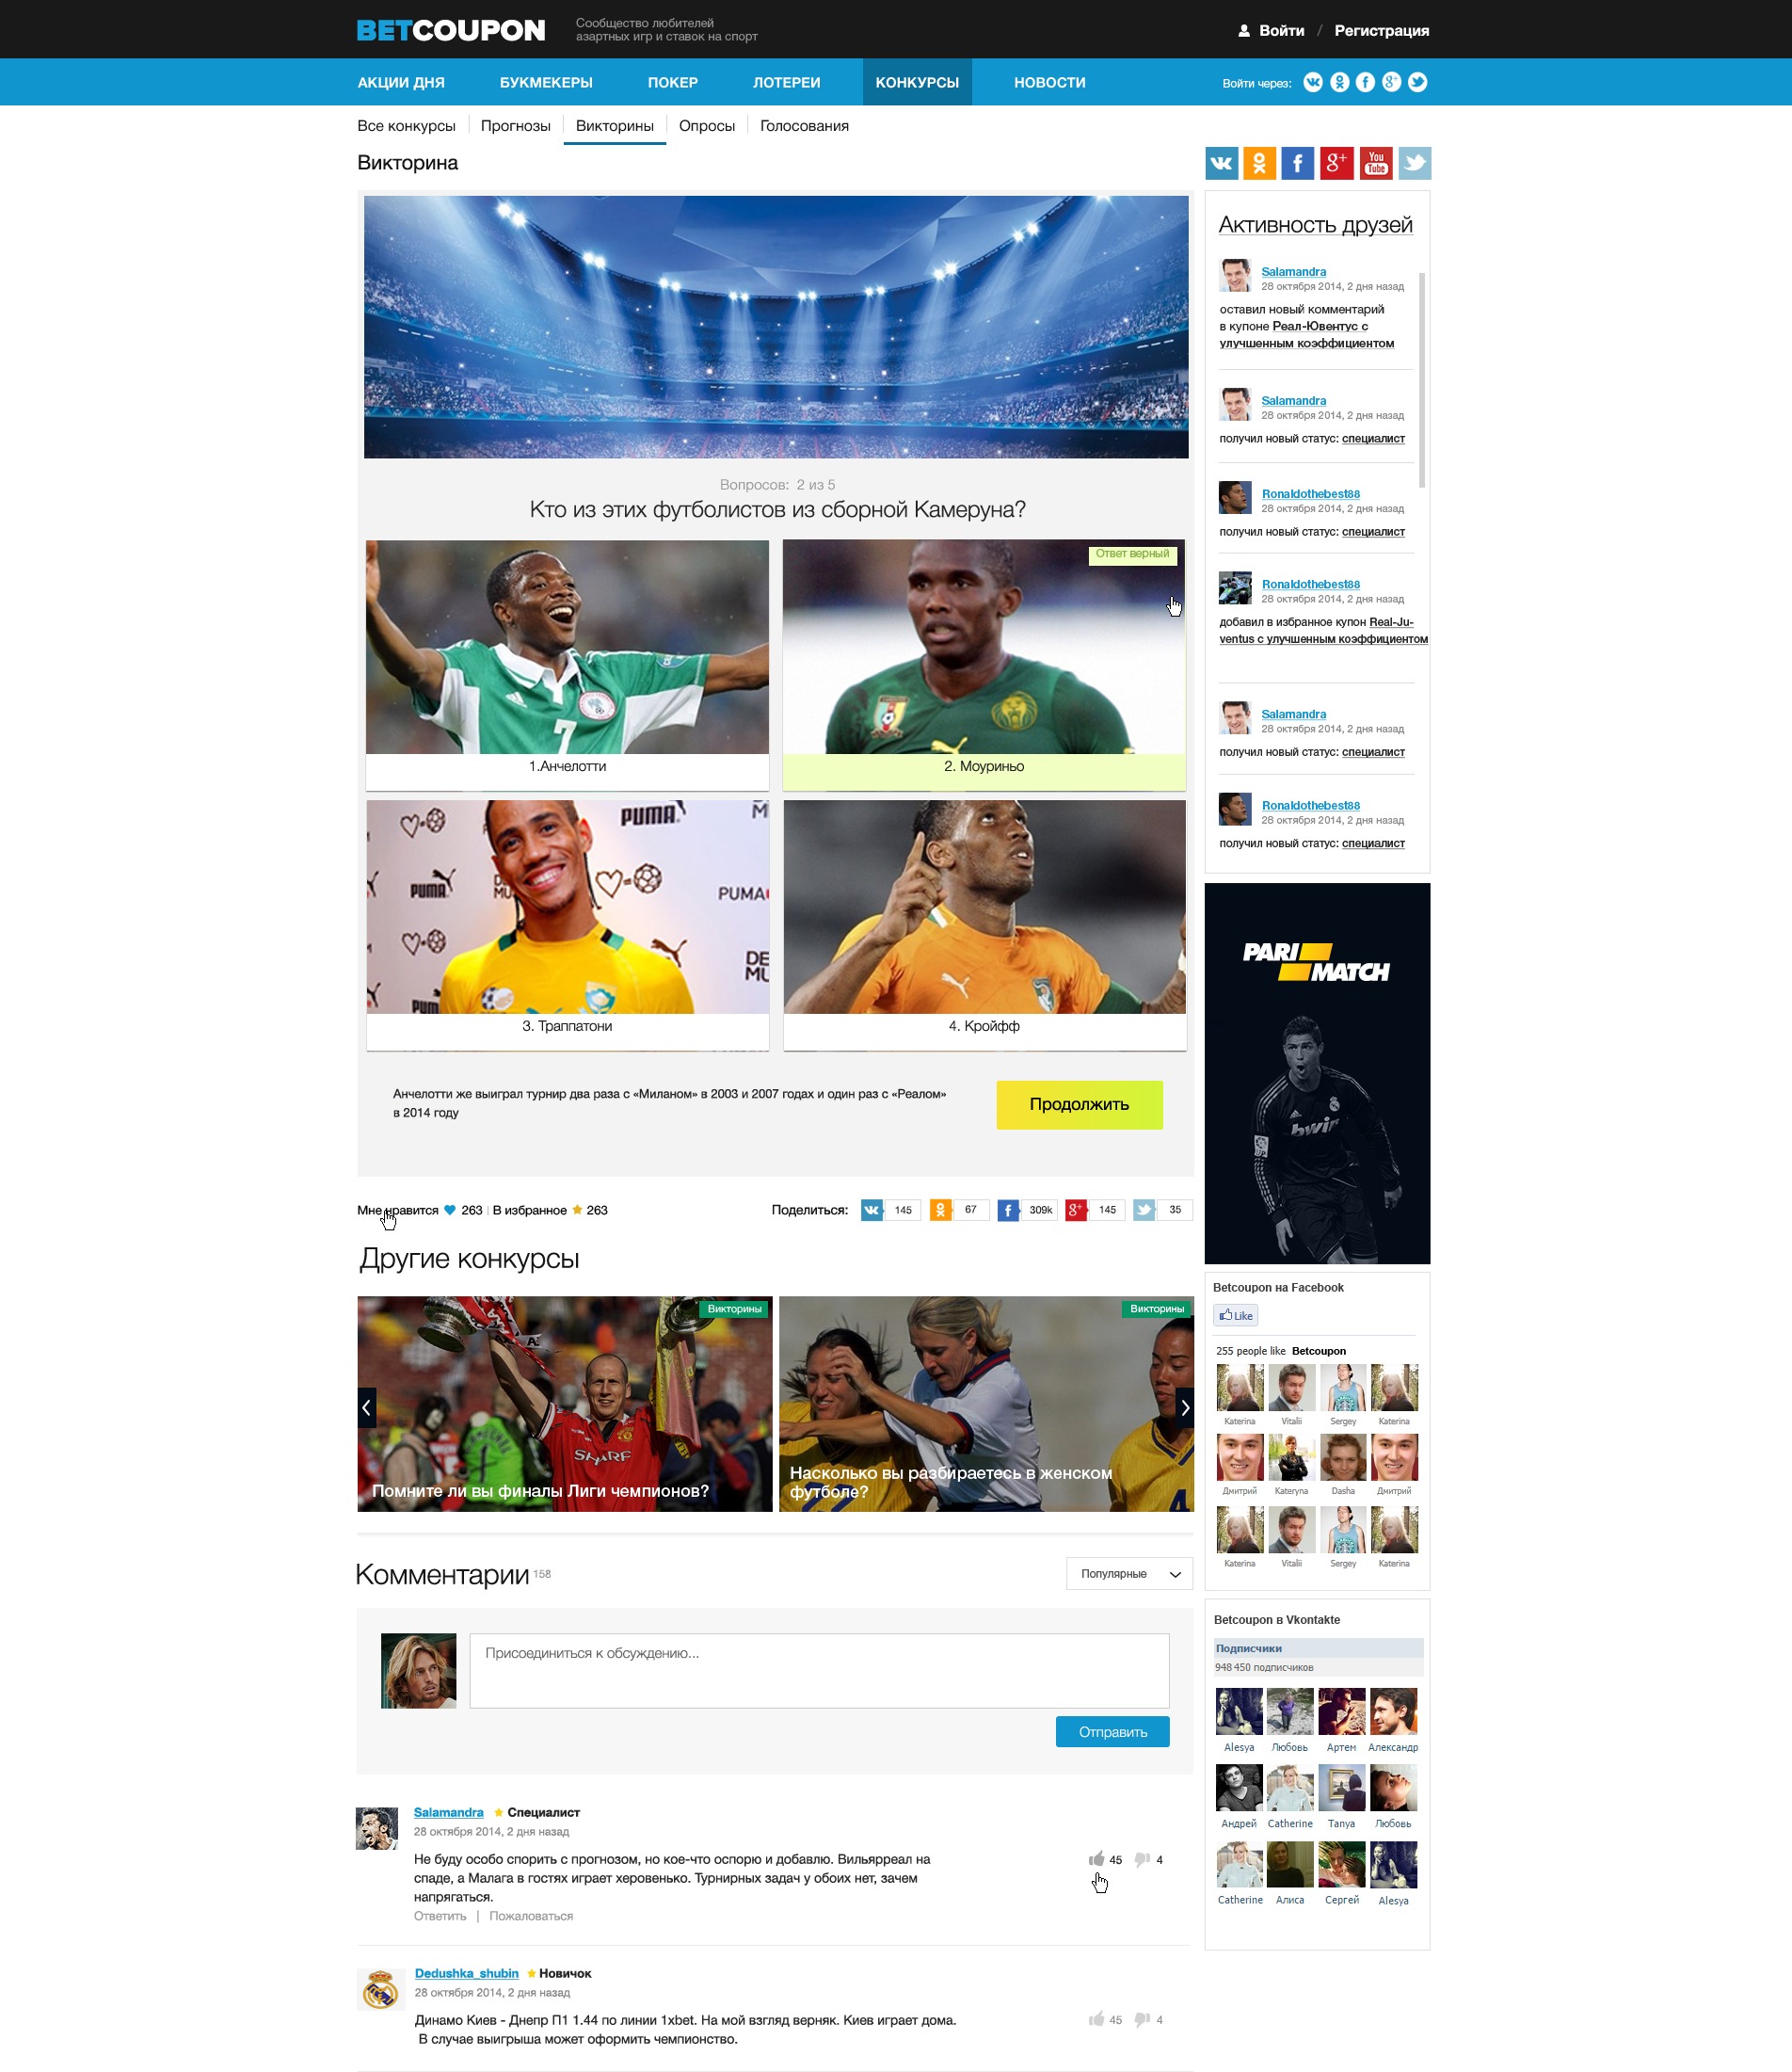 BETCOUPON
Сообщество любителей
азартных игр и ставок на спорт
Войти / Регистрация
АКЦИИ ДНЯ БУКМЕКЕРЫ ПОКЕР ЛОТЕРЕИ КОНКУРСЫ НОВОСТИ
Войти через:
Все конкурсы Прогнозы Викторины Опросы Голосования
Викторина
Вопросов: 2 из 5
Кто из этих футболистов из сборной Камеруна?
7
Ответ верный
1.Анчелотти
2. Моуриньо
PUMA
PUMA
PUMA
3. Траппатони
4. Кройфф
Анчелотти же выиграл турнир два раза с «Миланом» в 2003 и 2007 годах и один раз с «Реалом»
в 2014 году
Продолжить
Мне нравится 263 | В избранное 263
Поделиться: 145 67 309k 145 35
Другие конкурсы
Викторины
SHARP
Помните ли вы финалы Лиги чемпионов?
Викторины
Насколько вы разбираетесь в женском
футболе?
Комментарии 158
Популярные
Присоединиться к обсуждению...
Отправить
Salamandra Специалист
28 октября 2014, 2 дня назад
Не буду особо спорить с прогнозом, но кое-что оспорю и добавлю. Вильярреал на
спаде, а Малага в гостях играет херовенько. Турнирных задач у обоих нет, зачем
напрягаться.
45 4
Ответить | Пожаловаться
Dedushka_shubin Новичок
28 октября 2014, 2 дня назад
Динамо Киев - Днепр П1 1.44 по линии 1xbet. На мой взгляд верняк. Киев играет дома.
В случае выигрыша может оформить чемпионство.
45 4
You
Tube
Активность друзей
Salamandra
28 октября 2014, 2 дня назад
оставил новый комментарий
в купоне Реал-Ювентус с
улучшенным коэффициентом
Salamandra
28 октября 2014, 2 дня назад
получил новый статус: специалист
Ronaldothebest88
28 октября 2014, 2 дня назад
получил новый статус: специалист
Ronaldothebest88
28 октября 2014, 2 дня назад
добавил в избранное купон Real-Ju-
ventus с улучшенным коэффициентом
Salamandra
28 октября 2014, 2 дня назад
получил новый статус: специалист
Ronaldothebest88
28 октября 2014, 2 дня назад
получил новый статус: специалист
PARI
MATCH
bwin
Betcoupon на Facebook
Like
255 people like Betcoupon
Katerina Vitalii Sergey Katerina
Дмитрий Kateryna Dasha Дмитрий
Katerina Vitalii Sergey Katerina
Betcoupon в Vkontakte
Подписчики
948 450 подписчиков
Alesya Любовь Артем Александр
Андрей Catherine Tanya Любовь
Catherine Алиса Сергей Alesya